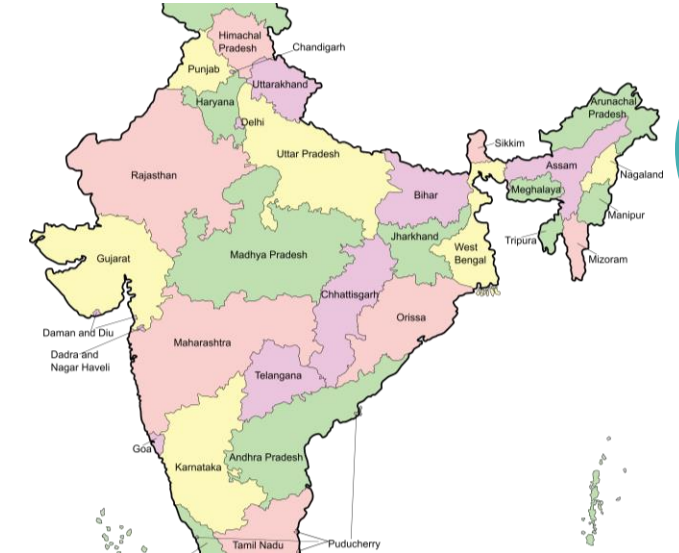 Himachal
Pradesh
Chandigarh
Punjab
Uttarakhand
Haryana
Arunachal
Pradesh
Delhi
Sikkim
Uttar Pradesh
Assam
Rajasthan
Nagaland
Bihar
Meghalaya
Manipur
Jharkhand
Tripura
West
Bengal
Madhya Pradesh
Gujarat
Mizoram
Chhattisgarh
Orissa
Daman and Diu
Maharashtra
Dadra and
Nagar Haveli
Telangana
Goa
Andhra Pradesh
Karnataka
Tamil Nadu
Puducherry